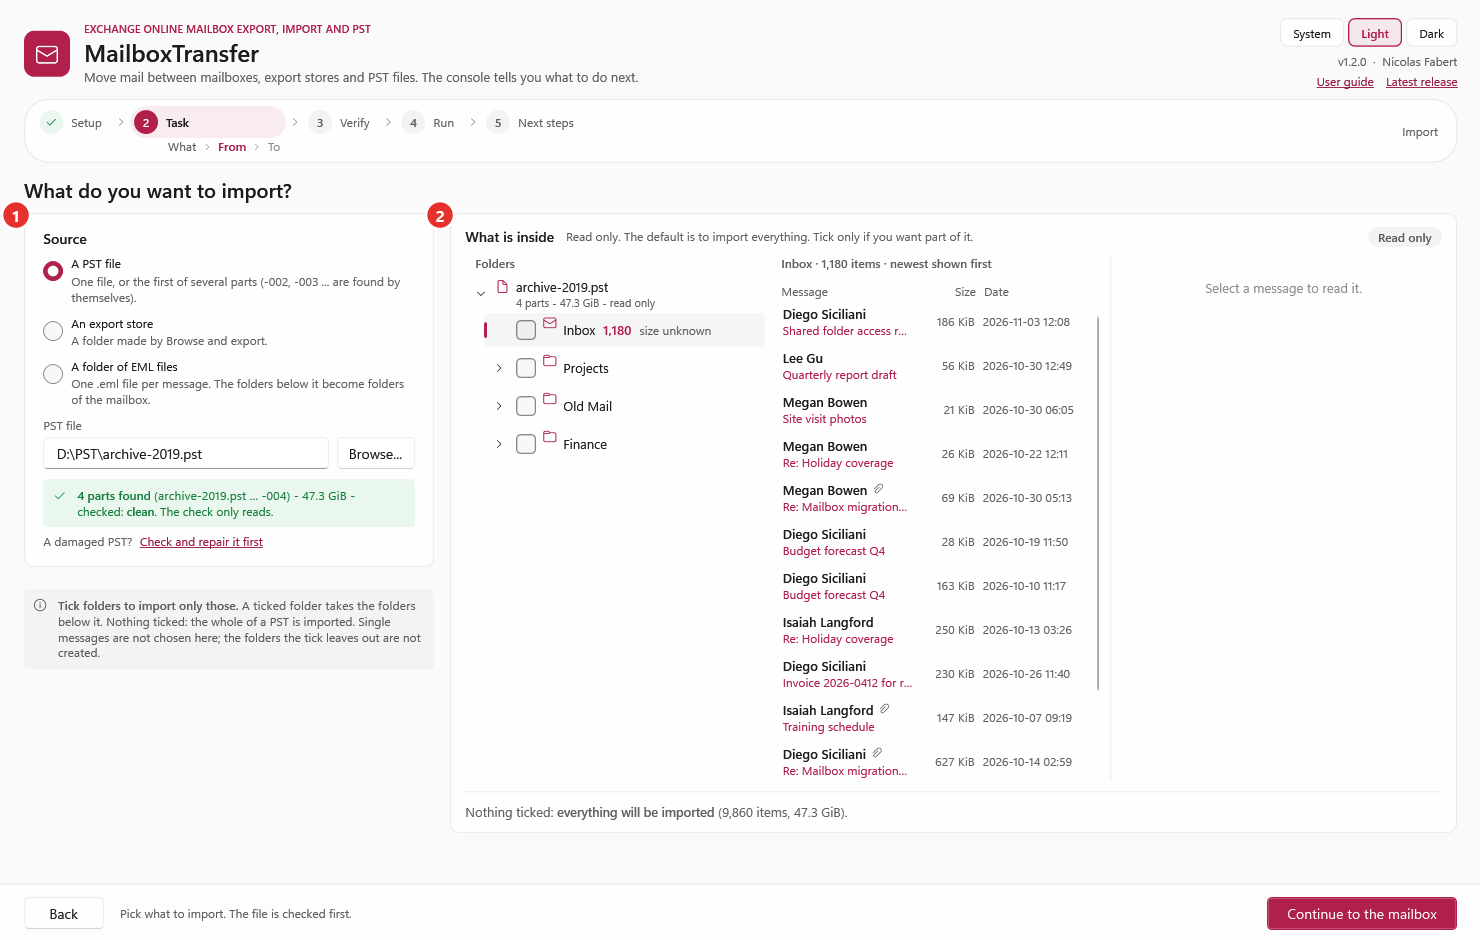 EXCHANGE ONLINE MAILBOX EXPORT, IMPORT AND PST
MailboxTransfer
Move mail between mailboxes, export stores and PST files. The console tells you what to do next.
System
Light
Dark
v1.2.0 · Nicolas Fabert
User guide
Latest release
Setup
2
Task
3
Verify
4
Run
5
Next steps
What
From
To
Import
What do you want to import?
1
Source
A PST file
One file, or the first of several parts (-002, -003 ... are found by
themselves).
An export store
A folder made by Browse and export.
A folder of EML files
One .eml file per message. The folders below it become folders
of the mailbox.
PST file
D:\PST\archive-2019.pst
Browse...
4 parts found (archive-2019.pst ... -004) - 47.3 GiB -
checked: clean. The check only reads.
A damaged PST? Check and repair it first
Tick folders to import only those. A ticked folder takes the folders
below it. Nothing ticked: the whole of a PST is imported. Single
messages are not chosen here; the folders the tick leaves out are not
created.
2
What is inside
Read only. The default is to import everything. Tick only if you want part of it.
Read only
Folders
archive-2019.pst
4 parts - 47.3 GiB - read only
Inbox 1,180 size unknown
Projects
Old Mail
Finance
Inbox · 1,180 items · newest shown first
Message Size Date
Diego Siciliani
Shared folder access r...
186 KiB 2026-11-03 12:08
Lee Gu
Quarterly report draft
56 KiB 2026-10-30 12:49
Megan Bowen
Site visit photos
21 KiB 2026-10-30 06:05
Megan Bowen
Re: Holiday coverage
26 KiB 2026-10-22 12:11
Megan Bowen
Re: Mailbox migration...
69 KiB 2026-10-30 05:13
Diego Siciliani
Budget forecast Q4
28 KiB 2026-10-19 11:50
Diego Siciliani
Budget forecast Q4
163 KiB 2026-10-10 11:17
Isaiah Langford
Re: Holiday coverage
250 KiB 2026-10-13 03:26
Diego Siciliani
Invoice 2026-0412 for r...
230 KiB 2026-10-26 11:40
Isaiah Langford
Training schedule
147 KiB 2026-10-07 09:19
Diego Siciliani
Re: Mailbox migration...
627 KiB 2026-10-14 02:59
Select a message to read it.
Nothing ticked: everything will be imported (9,860 items, 47.3 GiB).
Back
Pick what to import. The file is checked first.
Continue to the mailbox